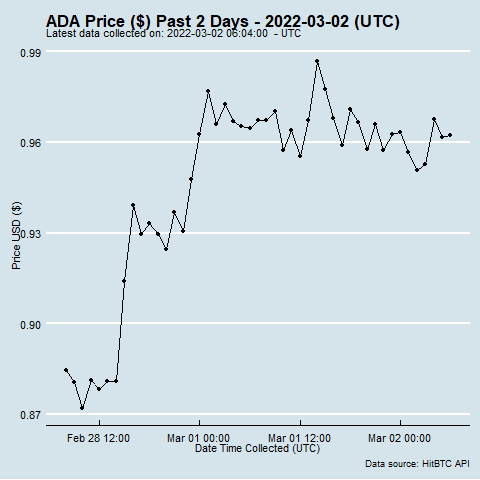 ADA Price ($) Past 2 Days - 2022-03-02 (UTC)
Latest data collected on: 2022-03-02 06:04:00 - UTC
0.99
0.96
0.93
0.90
0.87
Price USD ($)
Feb 28 12:00 Mar 01 00:00 Mar 01 12:00 Mar 02 00:00
Date Time Collected (UTC)
Data source: HitBTC API